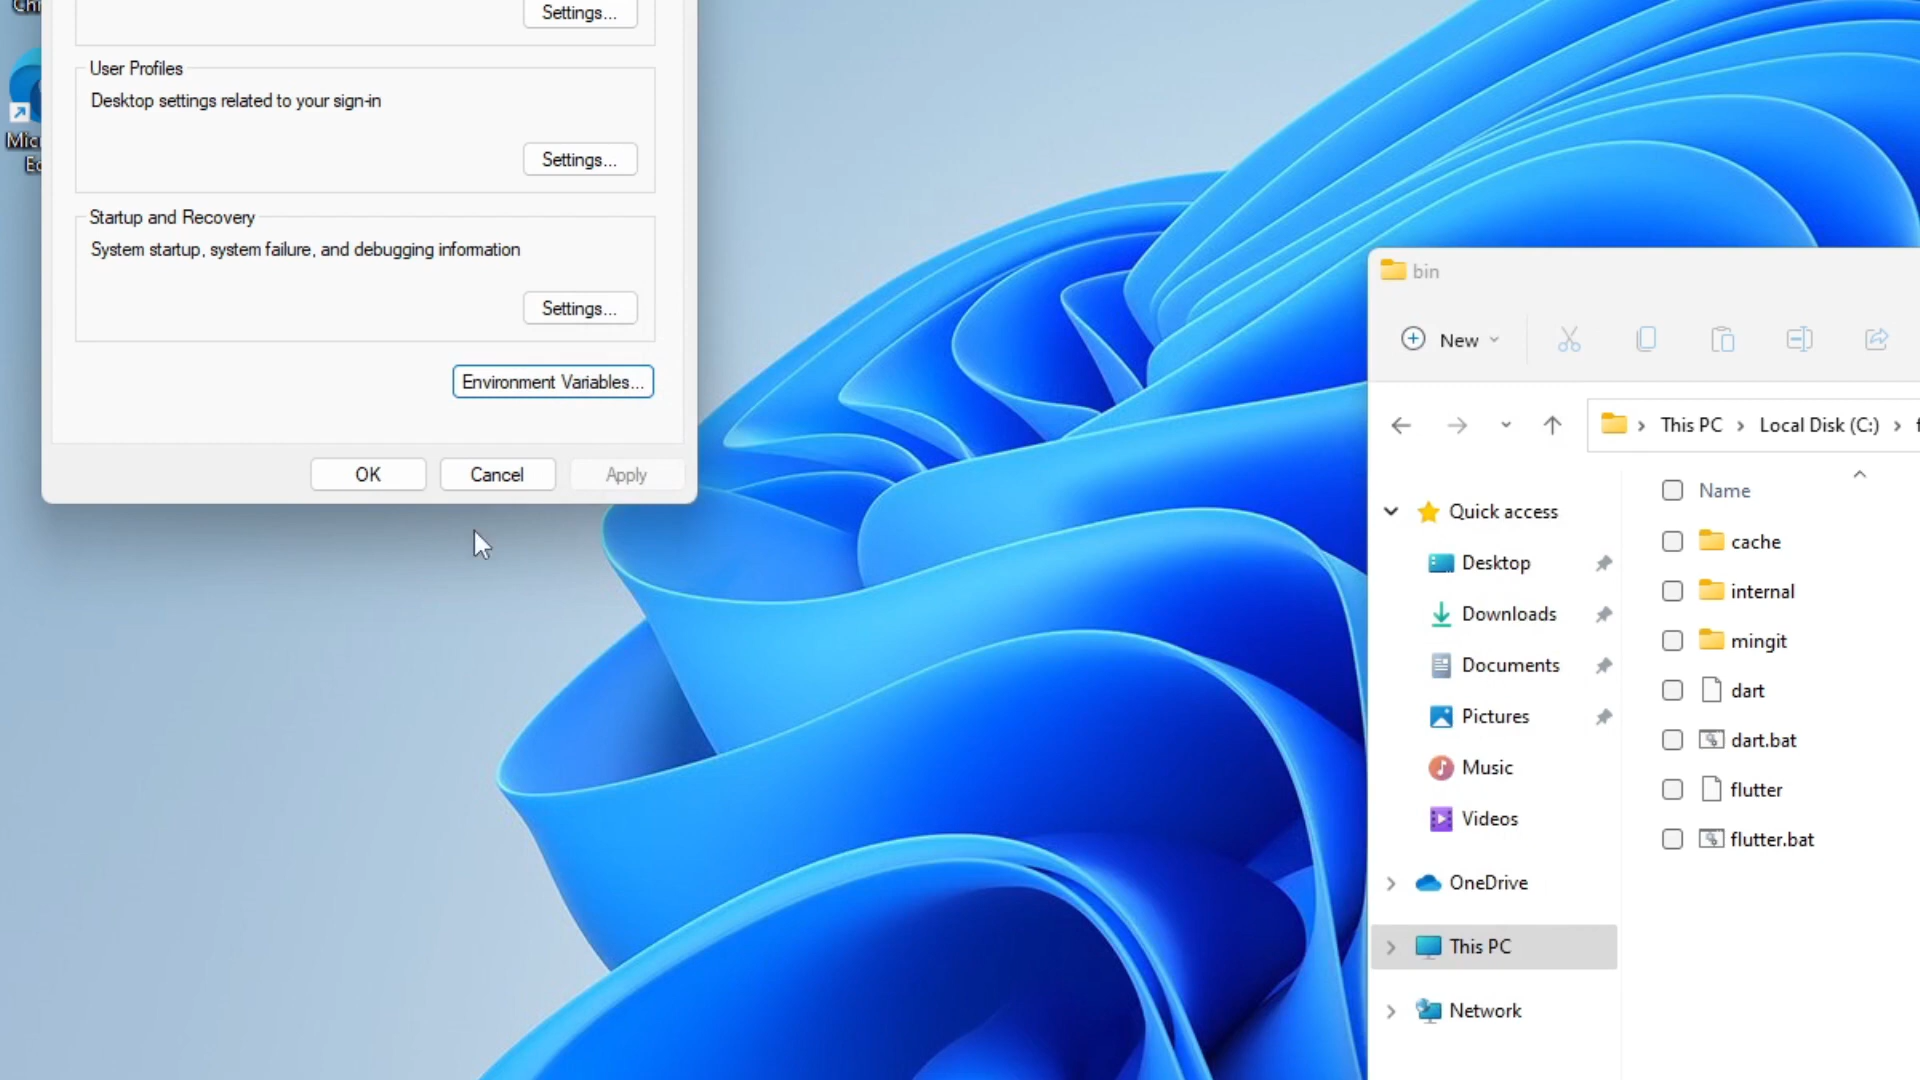 Settings...
User Profiles
Desktop settings related to your sign-in
Settings...
Startup and Recovery
System startup, system failure, and debugging information
Settings...
Environment Variables...
OK Cancel Apply
bin
New
This PC Local Disk (C:)
Name
Quick access
Desktop
Downloads
Documents
Pictures
Music
Videos
OneDrive
This PC
Network
cache
internal
mingit
dart
dart.bat
flutter
flutter.bat